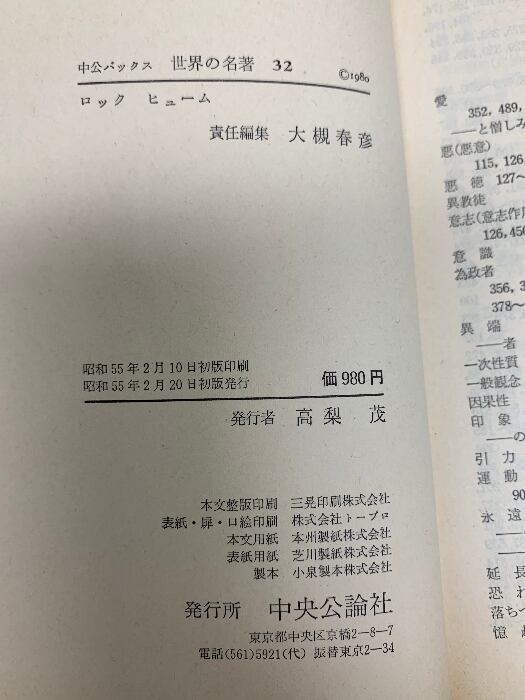 中公バックス 世界の名著 32
©1980
ロック ヒューム
責任編集 大槻春彦
昭和55年2月10日初版印刷
昭和55年2月20日初版発行
価980円
発行者 高梨 茂
本文整版印刷 三晃印刷株式会社
表紙・扉・口絵印刷 株式会社トープロ
本文用紙 本州製紙株式会社
表紙用紙 芝川製紙株式会社
製本 小泉製本株式会社
発行所 中央公論社
東京都中央区京橋2-8-7
電話(561)5921(代) 振替東京2-34
愛
352, 489,
――と憎しみ
悪(悪意)
115, 126,
悪徳 127~
異教徒
意志(意志作用
126, 450
意識
為政者
356, 3
378~
異端
――者
一次性質
一般観念
因果性
印象
――の
引力
運動
90
永遠
延長
恐れ
落ち
憶